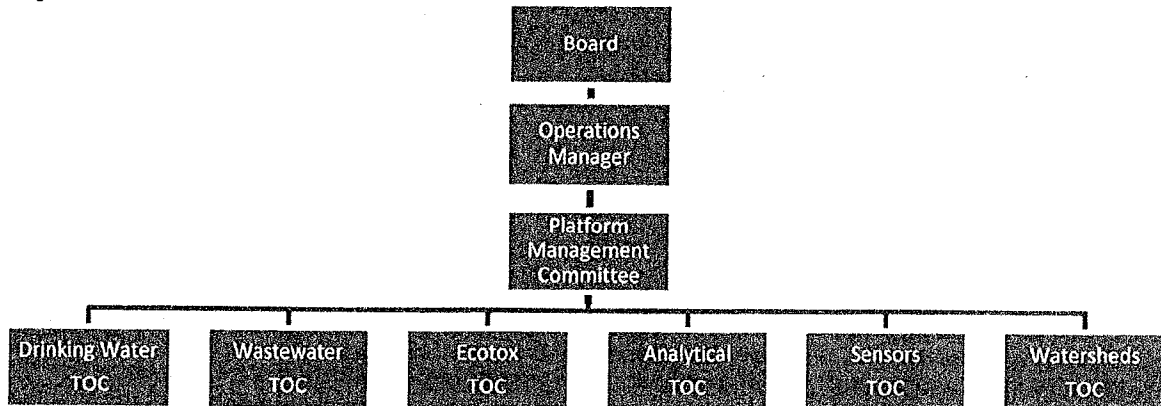 Board
Operations
Manager
Platform
Management
Committee
Drinking Water
TOC
Wastewater
TOC
Ecotox
TOC
Analytical
TOC
Sensors
TOC
Watersheds
TOC